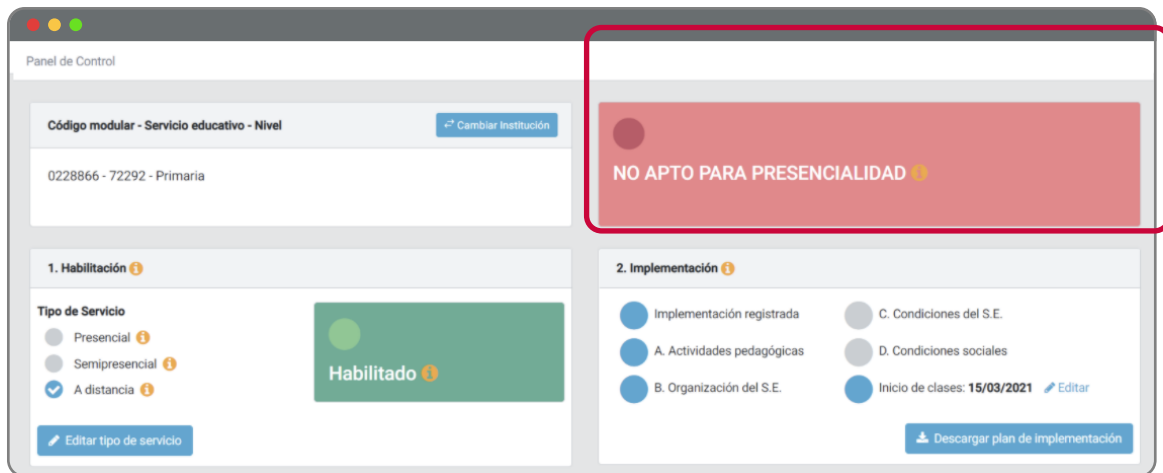 Panel de Control
Código modular - Servicio educativo - Nivel
Cambiar Institución
0228866 - 72292 - Primaria
NO APTO PARA PRESENCIALIDAD
1. Habilitación
Tipo de Servicio
Presencial
Semipresencial
A distancia
Habilitado
Editar tipo de servicio
2. Implementación
Implementación registrada
A. Actividades pedagógicas
B. Organización del S.E.
C. Condiciones del S.E.
D. Condiciones sociales
Inicio de clases: 15/03/2021 Editar
Descargar plan de implementación